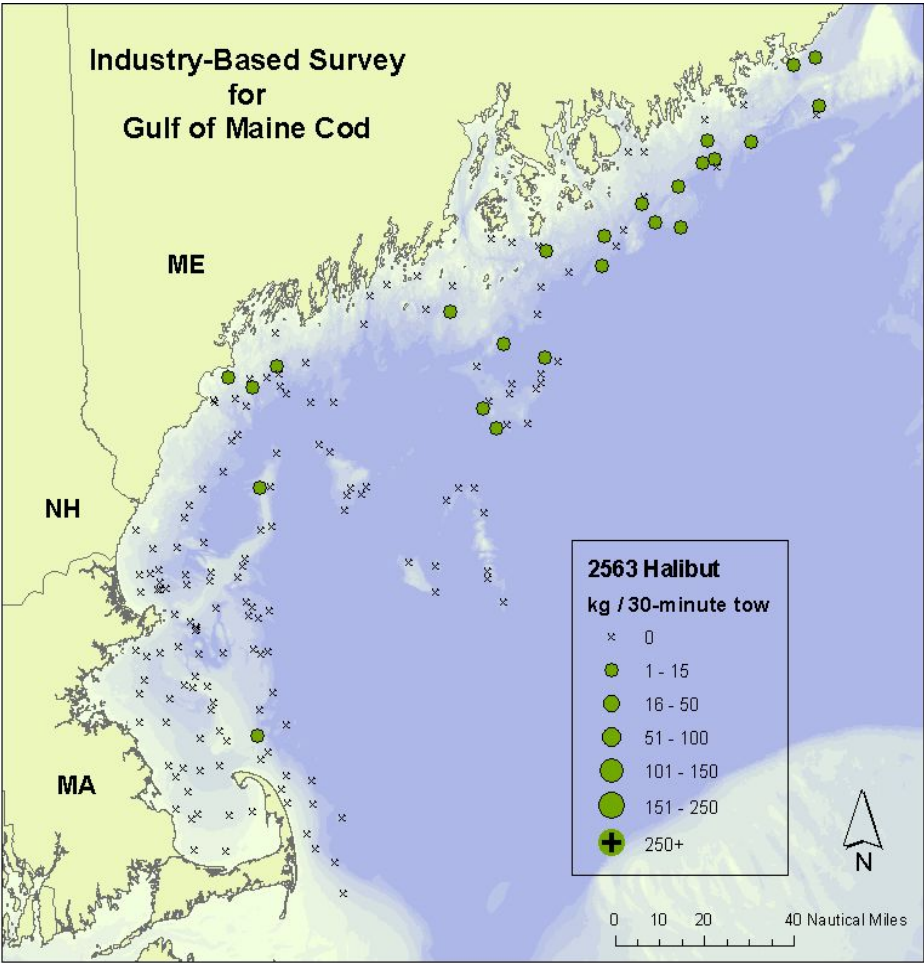 Industry-Based Survey
for
Gulf of Maine Cod
ME
NH
MA
2563 Halibut
kg / 30-minute tow
0
1 - 15
16 - 50
51 - 100
101 - 150
151 - 250
250+
N
0 10 20 40 Nautical Miles